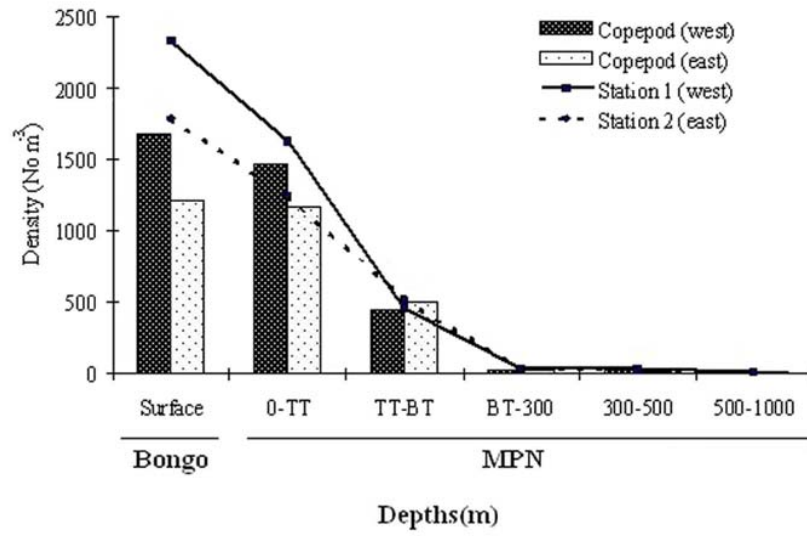 2500
2000
1500
1000
500
0
Density (No m³)
Copepod (west)
Copepod (east)
Station 1 (west)
Station 2 (east)
Surface 0-TT TT-BT BT-300 300-500 500-1000
Bongo MPN
Depths(m)